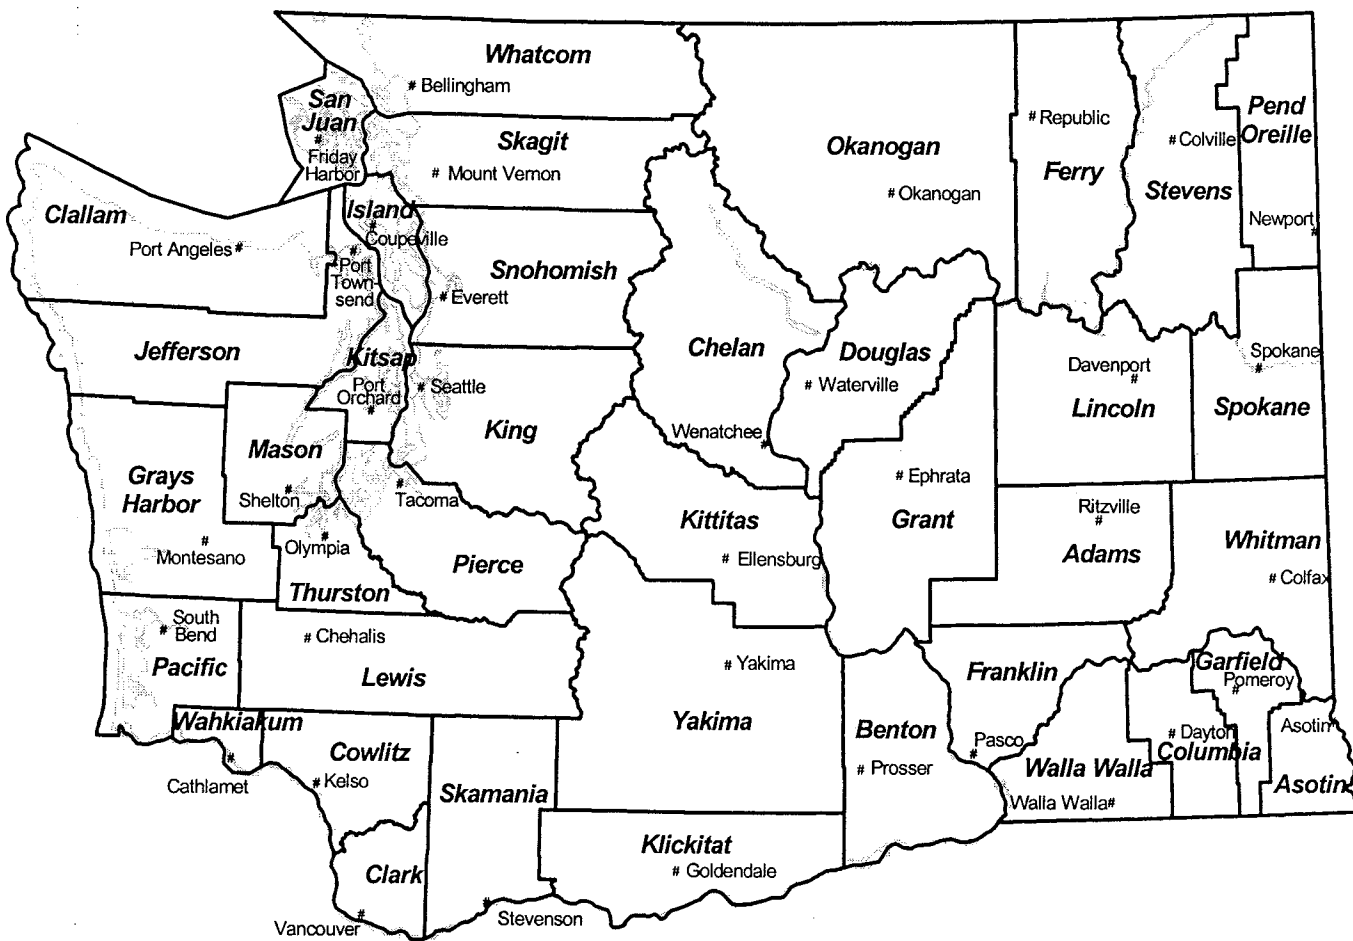 Whatcom
# Bellingham
San
Juan
#
Friday
Harbor
Skagit
# Mount Vernon
Okanogan
# Okanogan
# Republic
Ferry
# Colville
Stevens
Pend
Oreille
Newport #
Clallam
Port Angeles #
Island
#
Coupeville
#
Port
Town-
send
Snohomish
# Everett
Jefferson
Kitsap
Port
Orchard
#
# Seattle
King
Chelan
Wenatchee #
Douglas
# Waterville
Davenport
#
Lincoln
Spokane
#
Spokane
Grays
Harbor
#
Montesano
Mason
Shelton #
#
Tacoma
#
Olympia
Thurston
Pierce
Kittitas
# Ellensburg
# Ephrata
Grant
Ritzville
#
Adams
Whitman
# Colfax
South
# Bend
Pacific
# Chehalis
Lewis
# Yakima
Yakima
Franklin
Garfield
Pomeroy
#
Wahkiakum
#
Cathlamet
Cowlitz
# Kelso
Skamania
Benton
# Prosser
Pasco
#
Walla Walla
Walla Walla #
# Dayton
Columbia
Asotin
Asotin
Clark
Vancouver #
#
Stevenson
Klickitat
# Goldendale